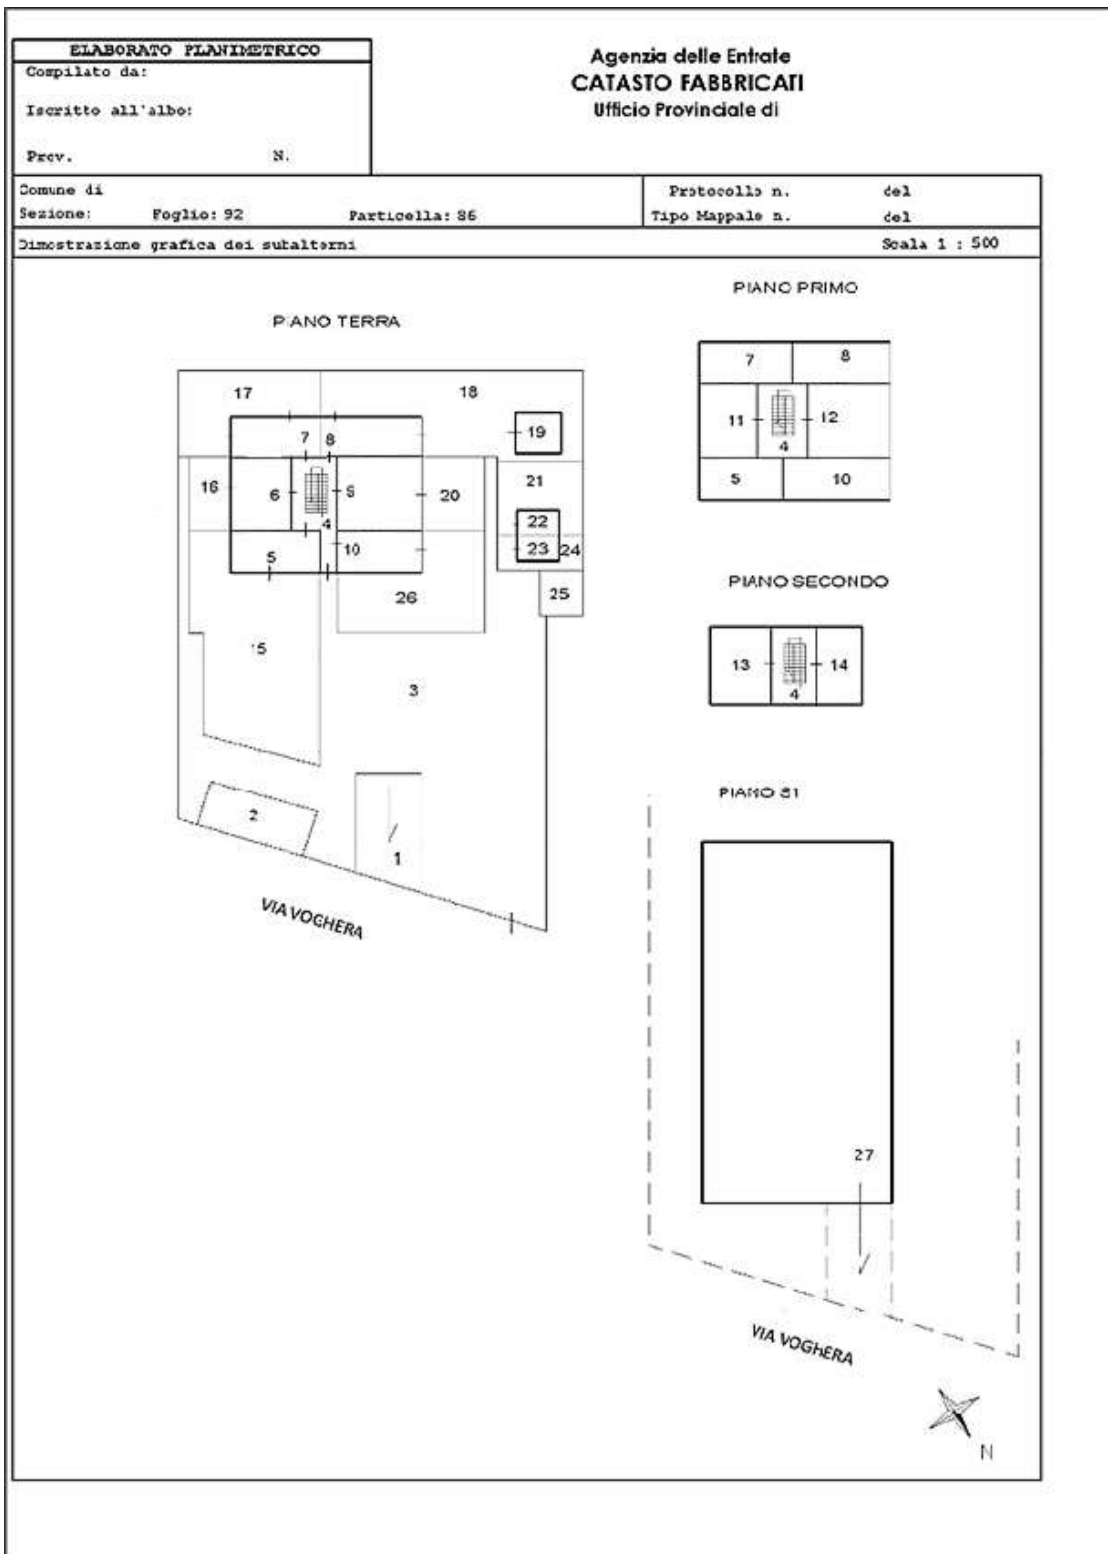 ELABORATO PLANIMETRICO
Compilato da:
Iscritto all'albo:
Prov. N.
Agenzia delle Entrate
CATASTO FABBRICATI
Ufficio Provinciale di
Comune di
Sezione: Foglio: 92 Particella: 86
Protocollo n. del
Tipo Mappale n. del
Dimostrazione grafica dei subalterni Scala 1 : 500
PIANO TERRA
17
18
19
7 8
16
6
4
20
21
22
23 24
25
5
10
26
15
3
2
1
VIA VOGHERA
PIANO PRIMO
7 8
11 12
4
5 10
PIANO SECONDO
13 14
4
PIANO S1
27
VIA VOGHERA
N